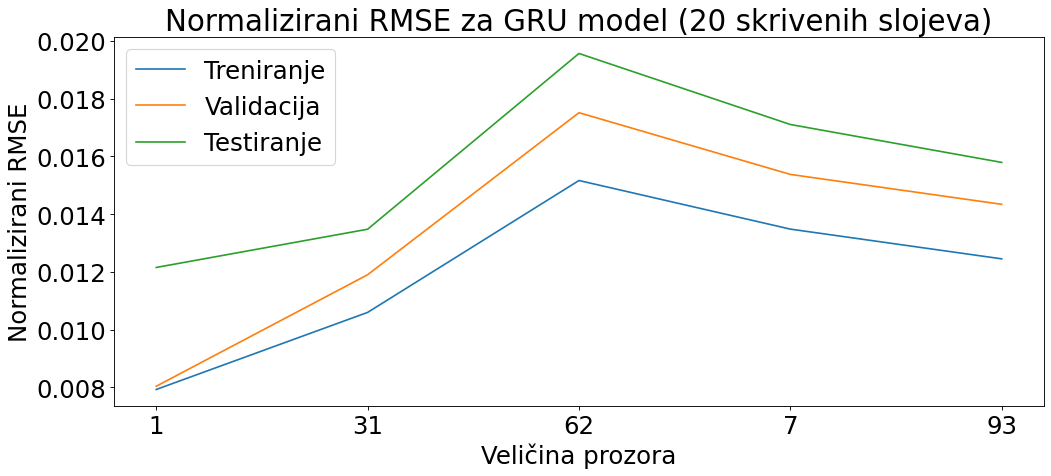 Normalizirani RMSE za GRU model (20 skrivenih slojeva)
Treniranje
Validacija
Testiranje
Normalizirani RMSE
0.020
0.018
0.016
0.014
0.012
0.010
0.008
1 31 62 7 93
Veličina prozora